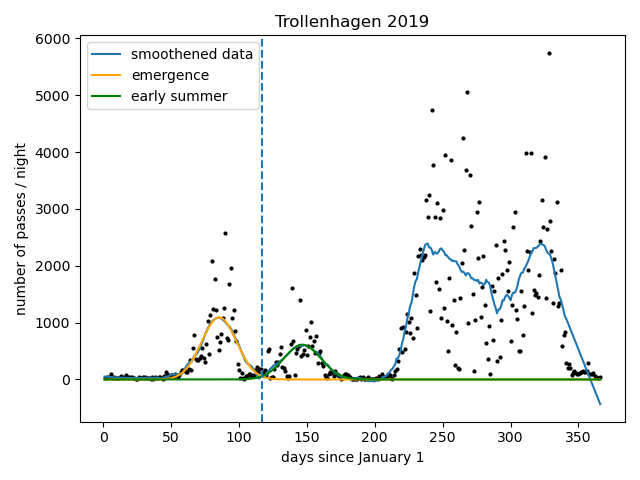 Trollenhagen 2019
smoothened data
emergence
early summer
number of passes / night
6000
5000
4000
3000
2000
1000
0
0 50 100 150 200 250 300 350
days since January 1